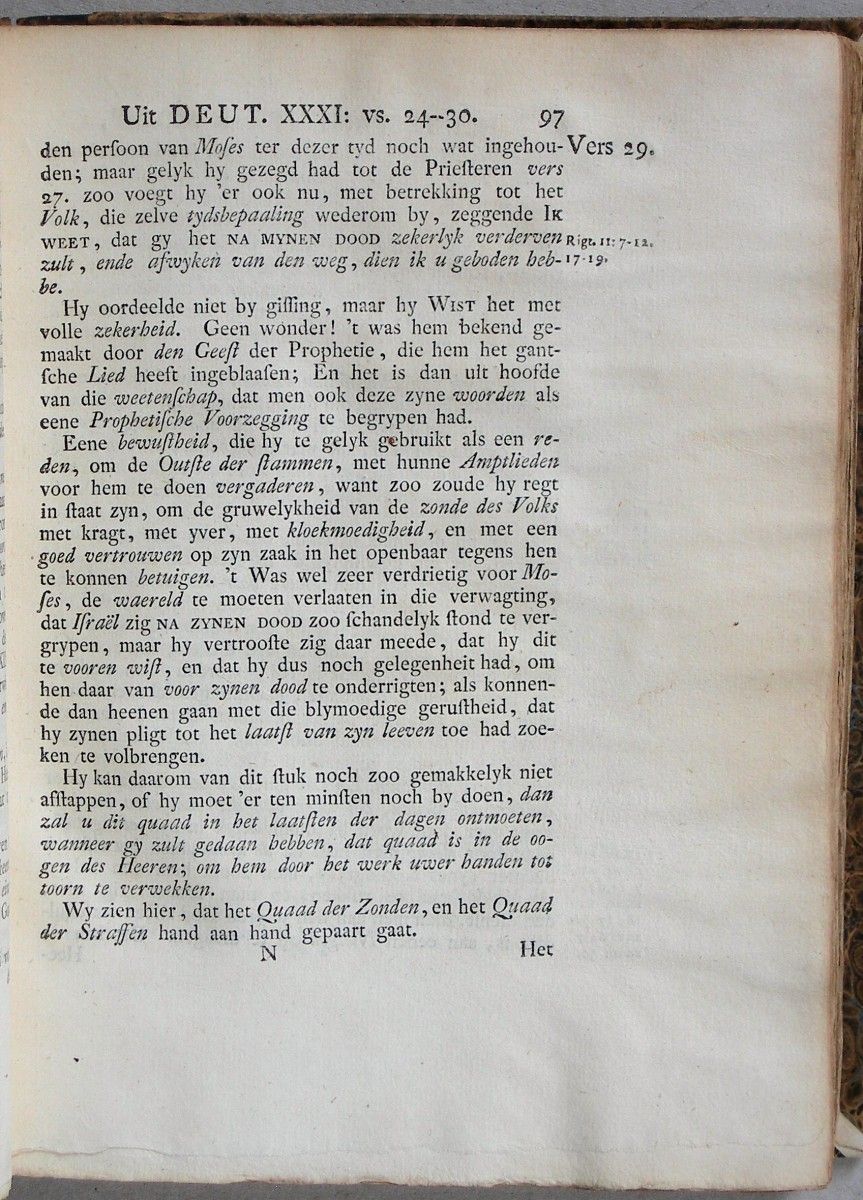 Uit DEUT. XXXI: vs. 24--30. 97
den perſoon van Moſes ter dezer tyd noch wat ingehou- Vers 29.
den; maar gelyk hy gezegd had tot de Prieſteren vers
27. zoo voegt hy 'er ook nu, met betrekking tot het
Volk, die zelve tydsbepaaling wederom by, zeggende IK
WEET, dat gy het NA MYNEN DOOD zekerlyk verderven Rigt. 11: 7-12.
zult, ende afwyken van den weg, dien ik u geboden heb- 17-19.
be.
Hy oordeelde niet by giſſing, maar hy WIST het met
volle zekerheid. Geen wonder! 't was hem bekend ge-
maakt door den Geeſt der Prophetie, die hem het gant-
ſche Lied heeft ingeblaaſen; En het is dan uit hoofde
van die weetenſchap, dat men ook deze zyne woorden als
eene Prophetiſche Voorzegging te begrypen had.
Eene bewuſtheid, die hy te gelyk gebruikt als een re-
den, om de Outſte der ſtammen, met hunne Amptlieden
voor hem te doen vergaderen, want zoo zoude hy regt
in ſtaat zyn, om de gruwelykheid van de zonde des Volks
met kragt, met yver, met kloekmoedigheid, en met een
goed vertrouwen op zyn zaak in het openbaar tegens hen
te konnen betuigen. 't Was wel zeer verdrietig voor Mo-
ſes, de waereld te moeten verlaaten in die verwagting,
dat Iſraël zig NA ZYNEN DOOD zoo ſchandelyk ſtond te ver-
grypen, maar hy vertrooſte zig daar meede, dat hy dit
te vooren wiſt, en dat hy dus noch gelegenheit had, om
hen daar van voor zynen dood te onderrigten; als konnen-
de dan heenen gaan met die blymoedige geruſtheid, dat
hy zynen pligt tot het laatſt van zyn leeven toe had zoe-
ken te volbrengen.
Hy kan daarom van dit ſtuk noch zoo gemakkelyk niet
afſtappen, of hy moet 'er ten minſten noch by doen, dan
zal u dit quaad in het laatſten der dagen ontmoeten,
wanneer gy zult gedaan hebben, dat quaad is in de oo-
gen des Heeren; om hem door het werk uwer handen tot
toorn te verwekken.
Wy zien hier, dat het Quaad der Zonden, en het Quaad
der Straffen hand aan hand gepaart gaat.
N Het